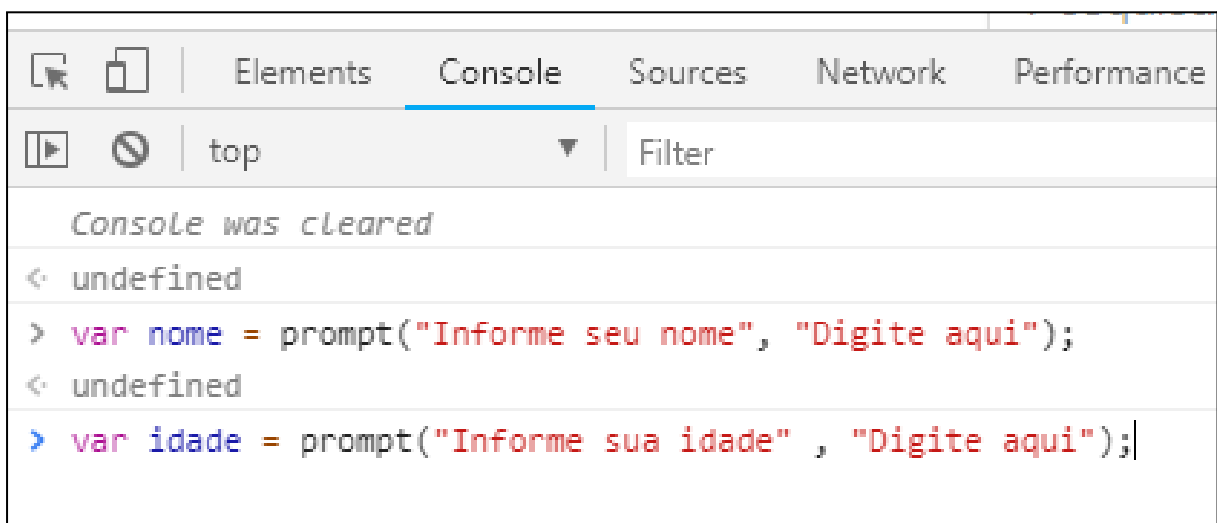 Elements Console Sources Network Performance
top ▼ Filter
Console was cleared
undefined
> var nome = prompt("Informe seu nome", "Digite aqui");
undefined
> var idade = prompt("Informe sua idade" , "Digite aqui");